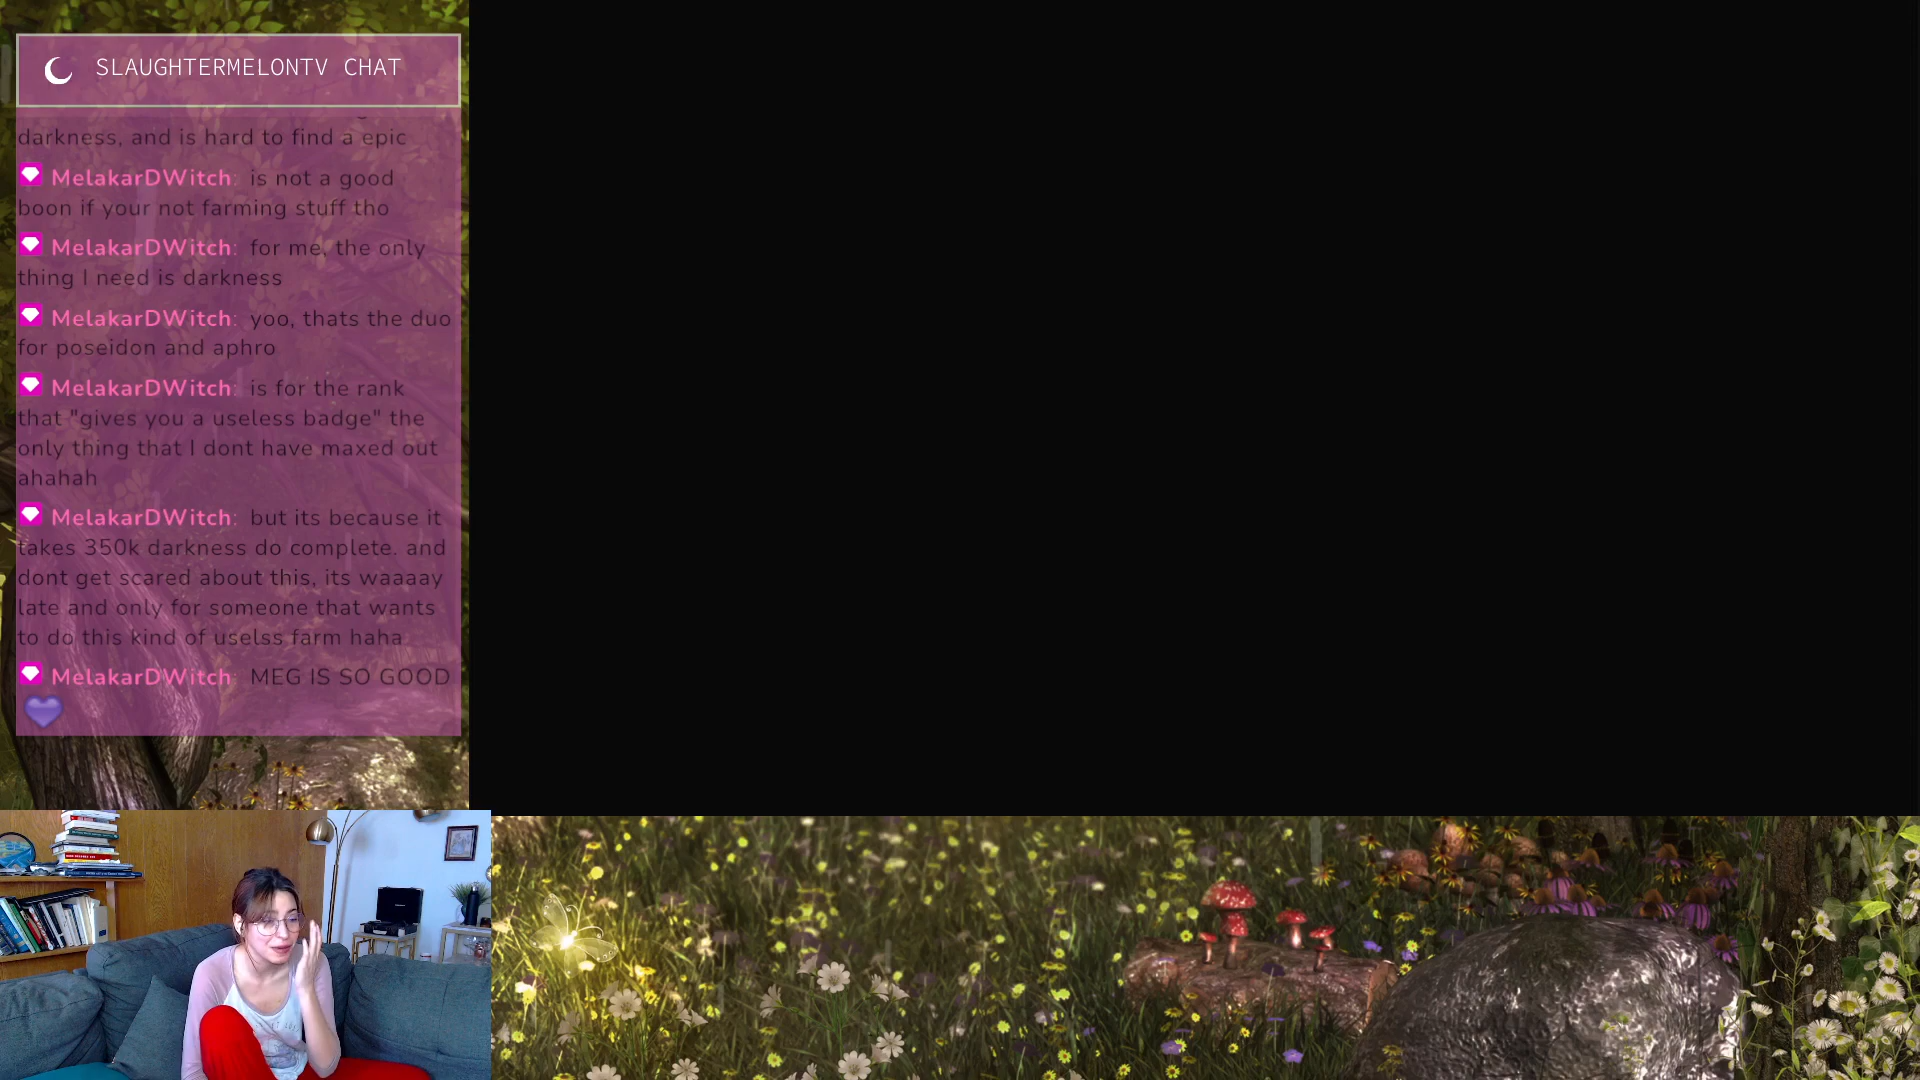 SLAUGHTERMELONTV CHAT
darkness, and is hard to find a epic
MelakarDWitch: is not a good
boon if your not farming stuff tho
MelakarDWitch: for me, the only
thing I need is darkness
MelakarDWitch: yoo, thats the duo
for poseidon and aphro
MelakarDWitch: is for the rank
that "gives you a useless badge" the
only thing that I dont have maxed out
ahahah
MelakarDWitch: but its because it
takes 350k darkness do complete. and
dont get scared about this, its waaaay
late and only for someone that wants
to do this kind of uselss farm haha
MelakarDWitch: MEG IS SO GOOD